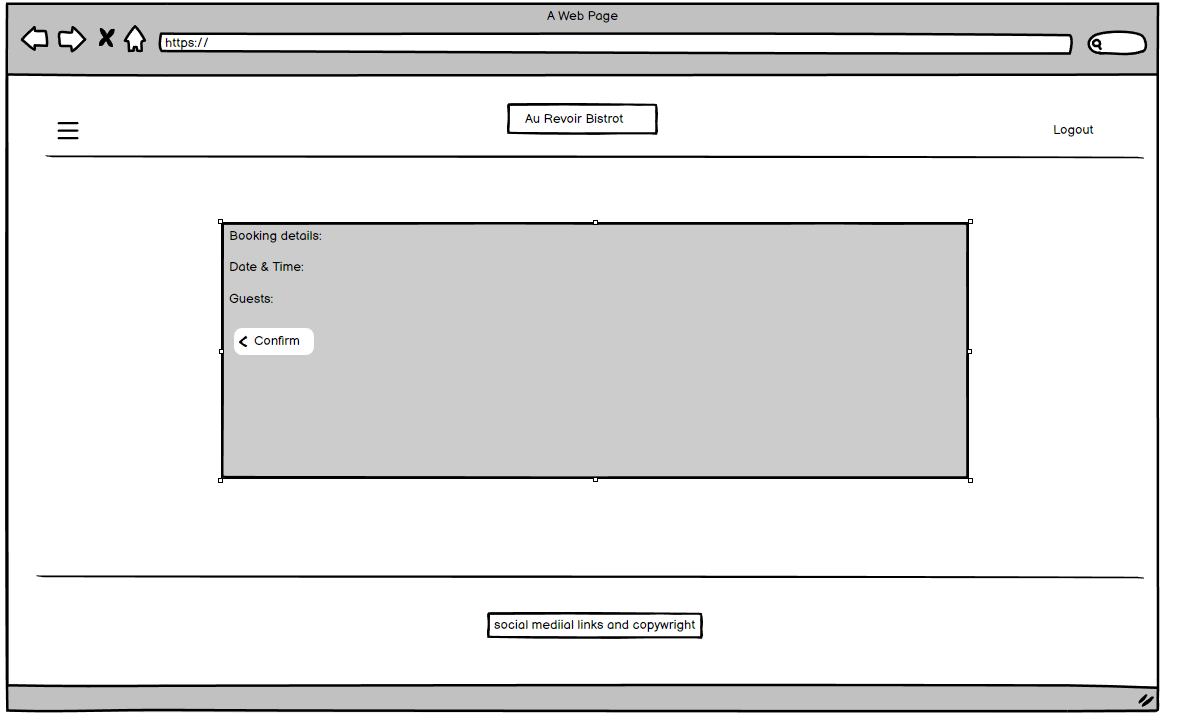 A Web Page
https://
Au Revoir Bistrot
Logout
Booking details:
Date & Time:
Guests:
Confirm
social mediial links and copywright